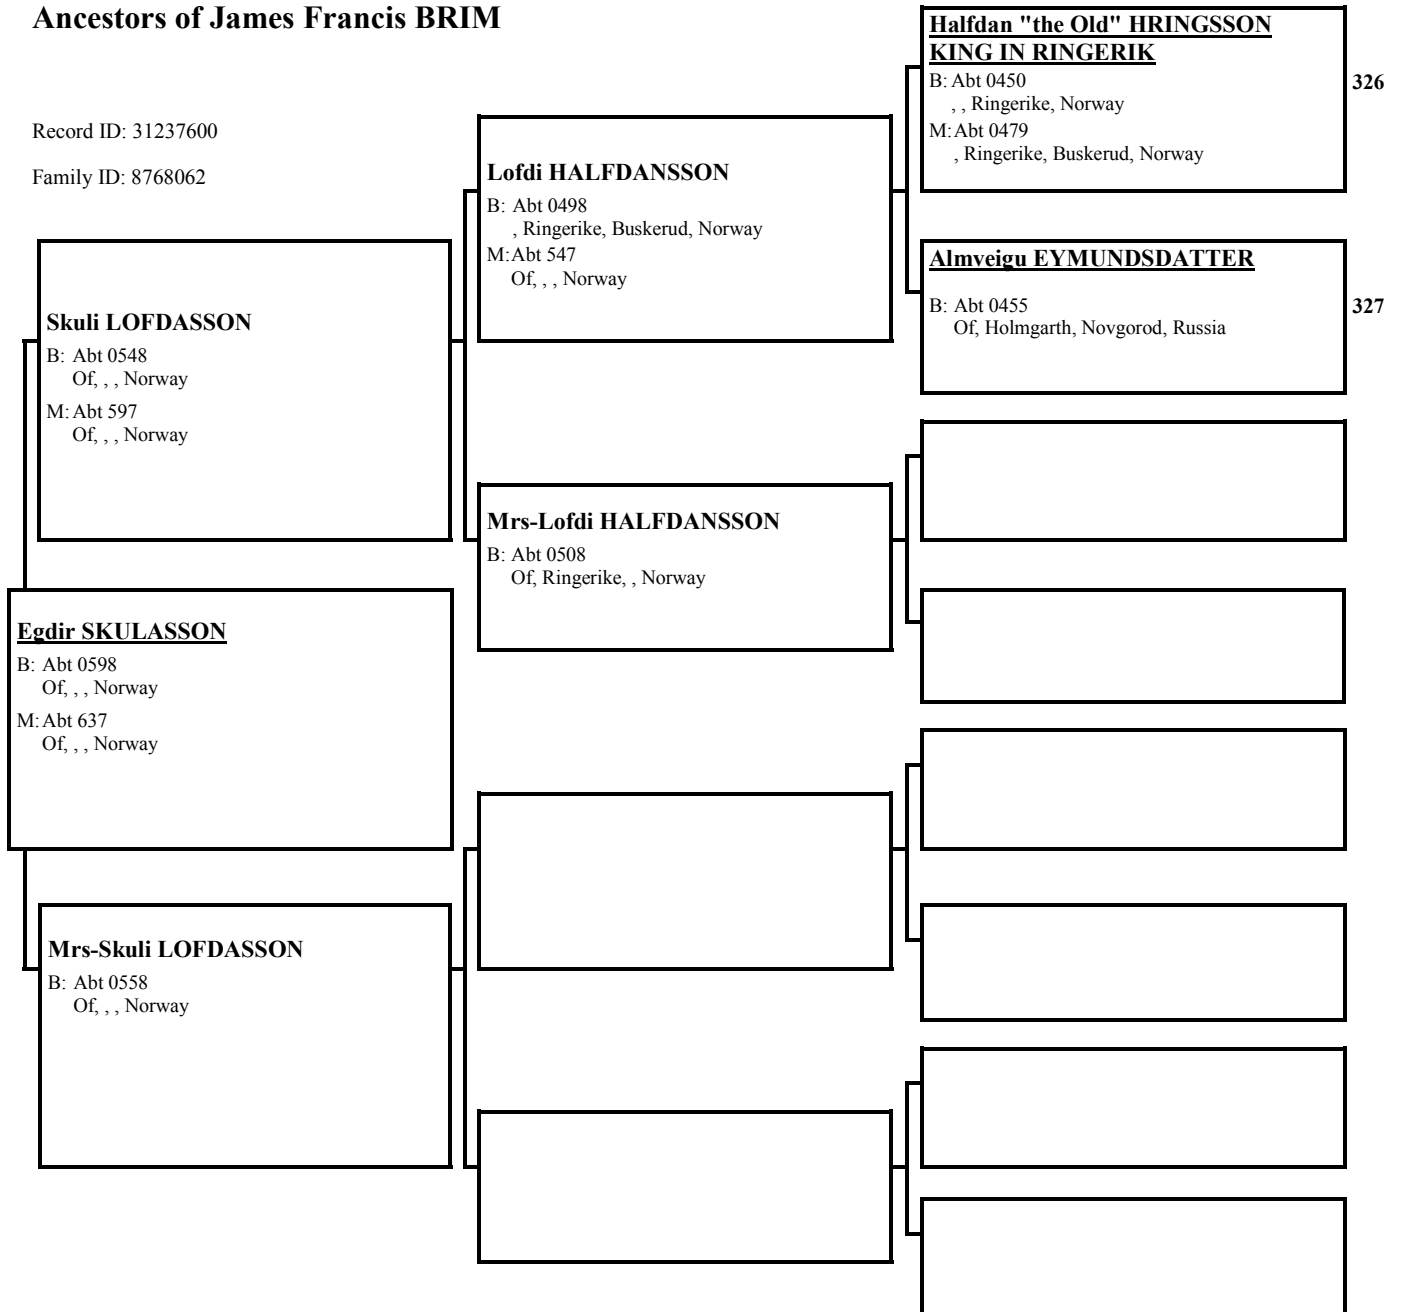 Ancestors of James Francis BRIM
Record ID: 31237600
Family ID: 8768062
Skuli LOFDASSON
B: Abt 0548
Of, , , Norway
M: Abt 597
Of, , , Norway
Egdir SKULASSON
B: Abt 0598
Of, , , Norway
M: Abt 637
Of, , , Norway
Mrs-Skuli LOFDASSON
B: Abt 0558
Of, , , Norway
Lofdi HALFDANSSON
B: Abt 0498
, Ringerike, Buskerud, Norway
M: Abt 547
Of, , , Norway
Mrs-Lofdi HALFDANSSON
B: Abt 0508
Of, Ringerike, , Norway
Halfdan "the Old" HRINGSSON
KING IN RINGERIK
B: Abt 0450
, , Ringerike, Norway
M: Abt 0479
, Ringerike, Buskerud, Norway
326
Almveigu EYMUNDSDATTER
B: Abt 0455
Of, Holmgarth, Novgorod, Russia
327